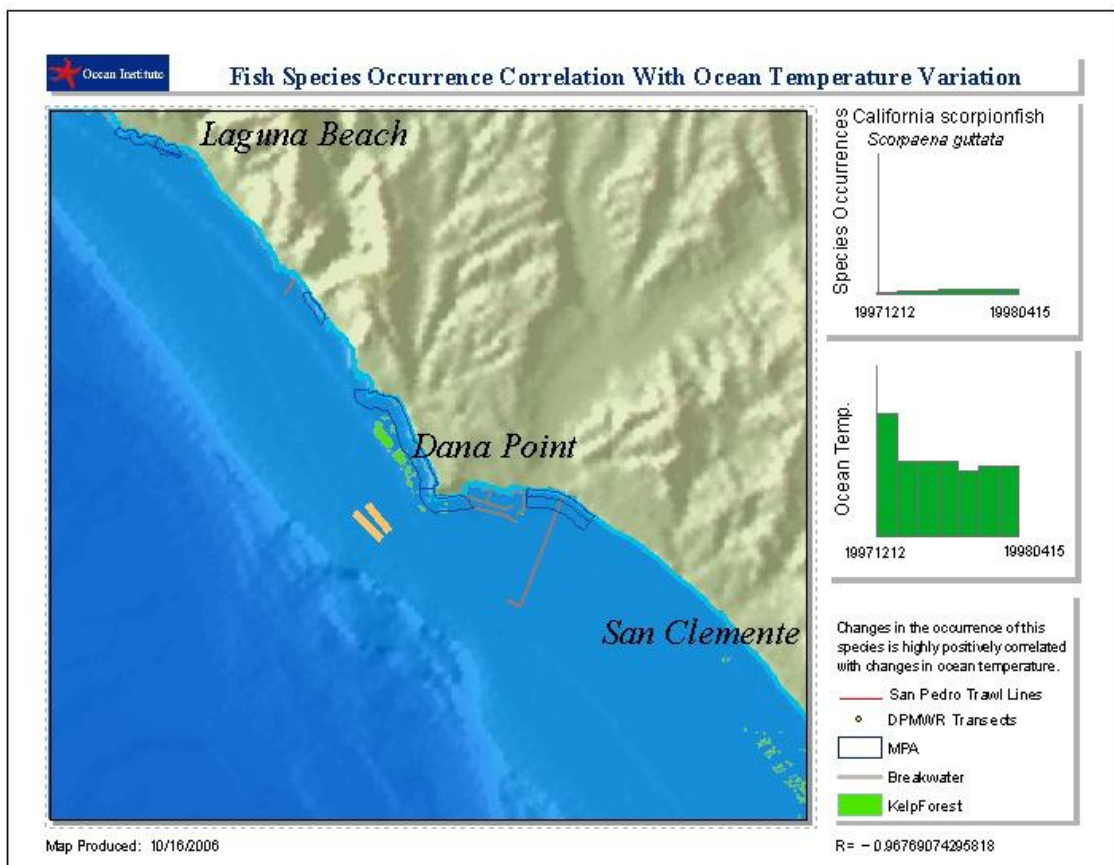 Ocean Institute
Fish Species Occurrence Correlation With Ocean Temperature Variation
Laguna Beach
Dana Point
San Clemente
California scorpionfish
Scorpaena guttata
Species Occurrences
19971212 19980415
Ocean Temp.
19971212 19980415
Changes in the occurrence of this
species is highly positively correlated
with changes in ocean temperature.
San Pedro Trawl Lines
DPMWR Transects
MPA
Breakwater
KelpForest
Map Produced: 10/16/2006
R= -0.96769074295818